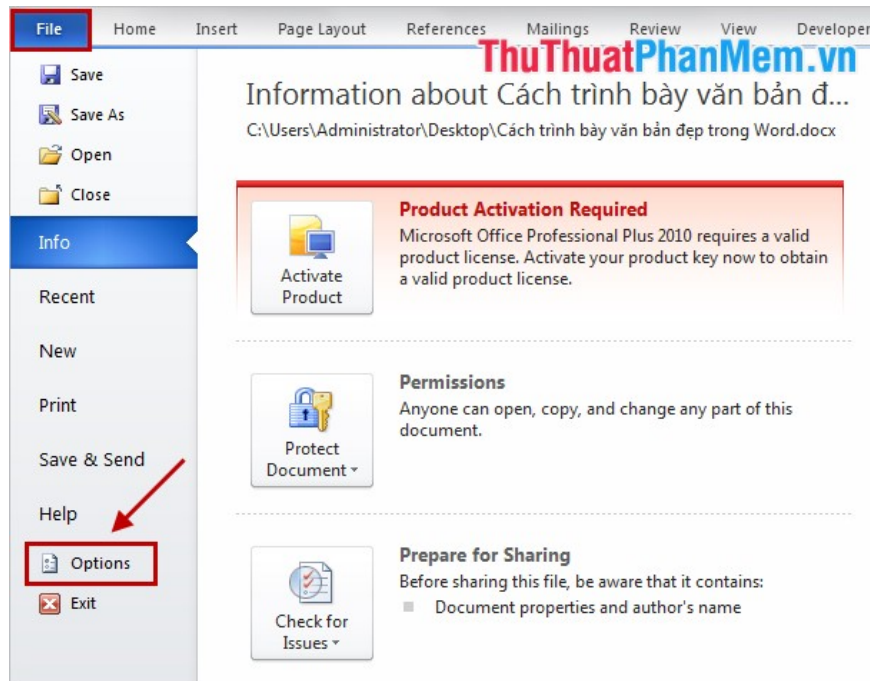 File Home Insert Page Layout References Mailings Review View Developer
ThuThuatPhanMem.vn
Save
Save As
Open
Close
Info
Recent
New
Print
Save & Send
Help
Options
Exit
Information about Cách trình bày văn bản đ...
C:\Users\Administrator\Desktop\Cách trình bày văn bản đẹp trong Word.docx
Activate
Product
Product Activation Required
Microsoft Office Professional Plus 2010 requires a valid
product license. Activate your product key now to obtain
a valid product license.
Protect
Document
Permissions
Anyone can open, copy, and change any part of this
document.
Check for
Issues
Prepare for Sharing
Before sharing this file, be aware that it contains:
Document properties and author's name